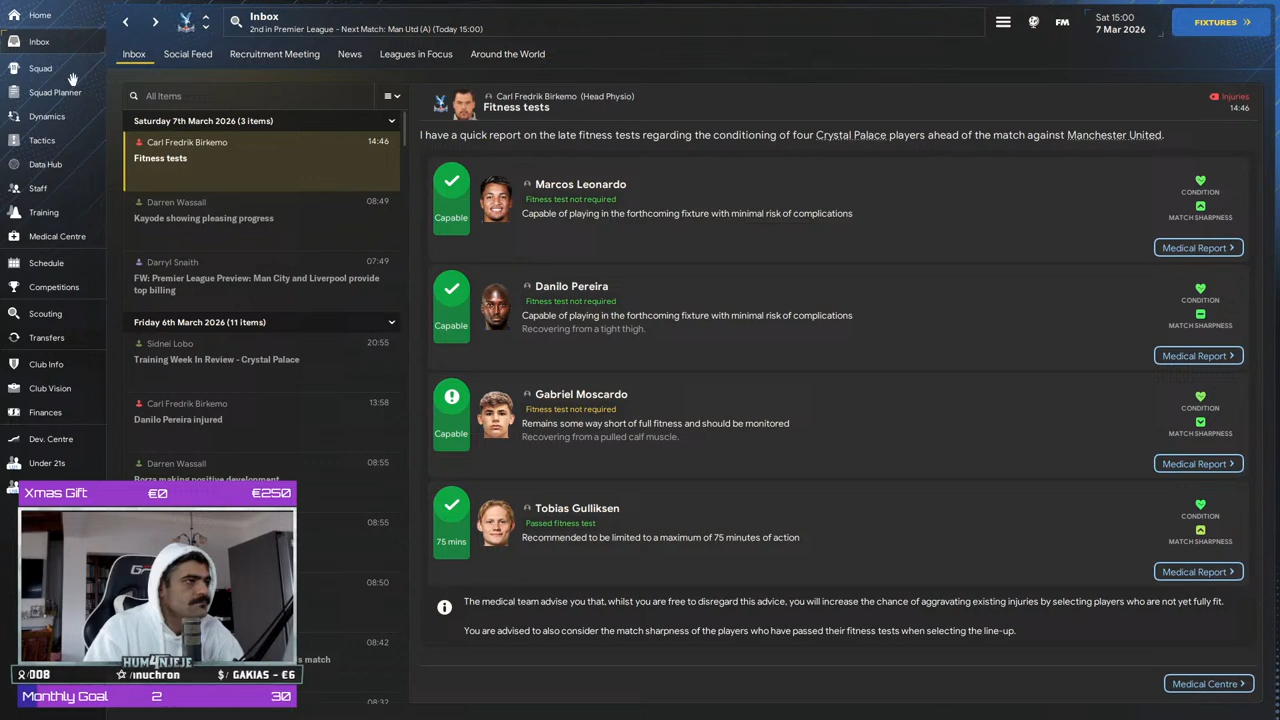 Home
Inbox
Squad
Squad Planner
Dynamics
Tactics
Data Hub
Staff
Training
Medical Centre
Schedule
Competitions
Scouting
Transfers
Club Info
Club Vision
Finances
Dev. Centre
Under 21s
Inbox
2nd in Premier League - Next Match: Man Utd (A) (Today 15:00)
FM
Sat 15:00
7 Mar 2026
FIXTURES
Inbox
Social Feed
Recruitment Meeting
News
Leagues in Focus
Around the World
All Items
Saturday 7th March 2026 (3 items)
Carl Fredrik Birkemo 14:46
Fitness tests
Darren Wassall 08:49
Kayode showing pleasing progress
Darryl Snaith 07:49
FW: Premier League Preview: Man City and Liverpool provide
top billing
Friday 6th March 2026 (11 items)
Sidnei Lobo 20:55
Training Week In Review - Crystal Palace
Carl Fredrik Birkemo 13:58
Danilo Pereira injured
Darren Wassall 08:55
Borza making positive development
08:55
08:50
08:42
s match
08:32
Carl Fredrik Birkemo (Head Physio)
Fitness tests
Injuries
14:46
I have a quick report on the late fitness tests regarding the conditioning of four Crystal Palace players ahead of the match against Manchester United.
Capable
Marcos Leonardo
Fitness test not required
Capable of playing in the forthcoming fixture with minimal risk of complications
CONDITION
MATCH SHARPNESS
Medical Report
Capable
Danilo Pereira
Fitness test not required
Capable of playing in the forthcoming fixture with minimal risk of complications
Recovering from a tight thigh.
CONDITION
MATCH SHARPNESS
Medical Report
Capable
Gabriel Moscardo
Fitness test not required
Remains some way short of full fitness and should be monitored
Recovering from a pulled calf muscle.
CONDITION
MATCH SHARPNESS
Medical Report
75 mins
Tobias Gulliksen
Passed fitness test
Recommended to be limited to a maximum of 75 minutes of action
CONDITION
MATCH SHARPNESS
Medical Report
The medical team advise you that, whilst you are free to disregard this advice, you will increase the chance of aggravating existing injuries by selecting players who are not yet fully fit.
You are advised to also consider the match sharpness of the players who have passed their fitness tests when selecting the line-up.
Medical Centre
Xmas Gift €0 €250
HUM4NJEJE
GAKIAS - €6
Monthly Goal 2 30